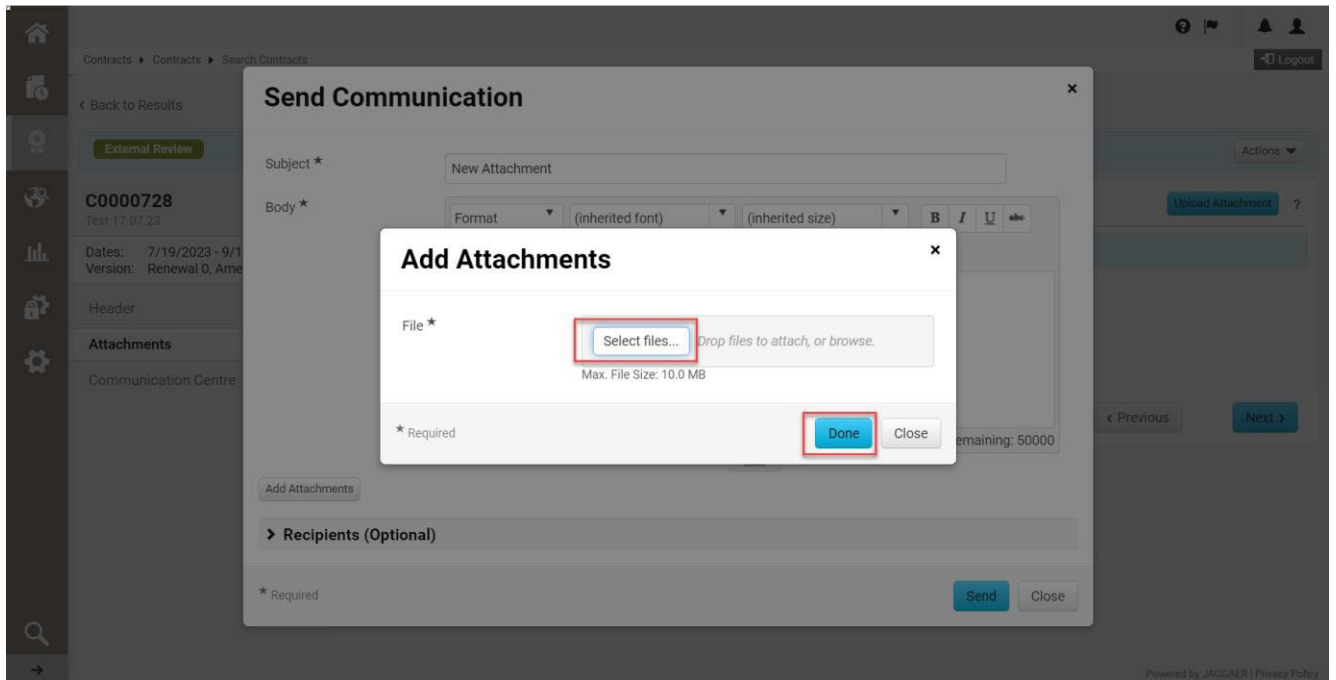 Contracts ▸ Contracts ▸ Search Contracts
Logout
‹ Back to Results
Send Communication
×
External Review
Actions
Subject ★
New Attachment
C0000728
Test 17.07.23
Body ★
Format
(inherited font)
(inherited size)
B I U abc
Upload Attachment ?
Dates: 7/19/2023 - 9/1
Version: Renewal 0, Ame
Add Attachments
×
Header
File ★
Select files...
Drop files to attach, or browse.
Attachments
Max. File Size: 10.0 MB
Communication Centre
‹ Previous
Next ›
★ Required
Done
Close
emaining: 50000
Add Attachments
Recipients (Optional)
★ Required
Send
Close
Powered by JAGGAER | Privacy Policy